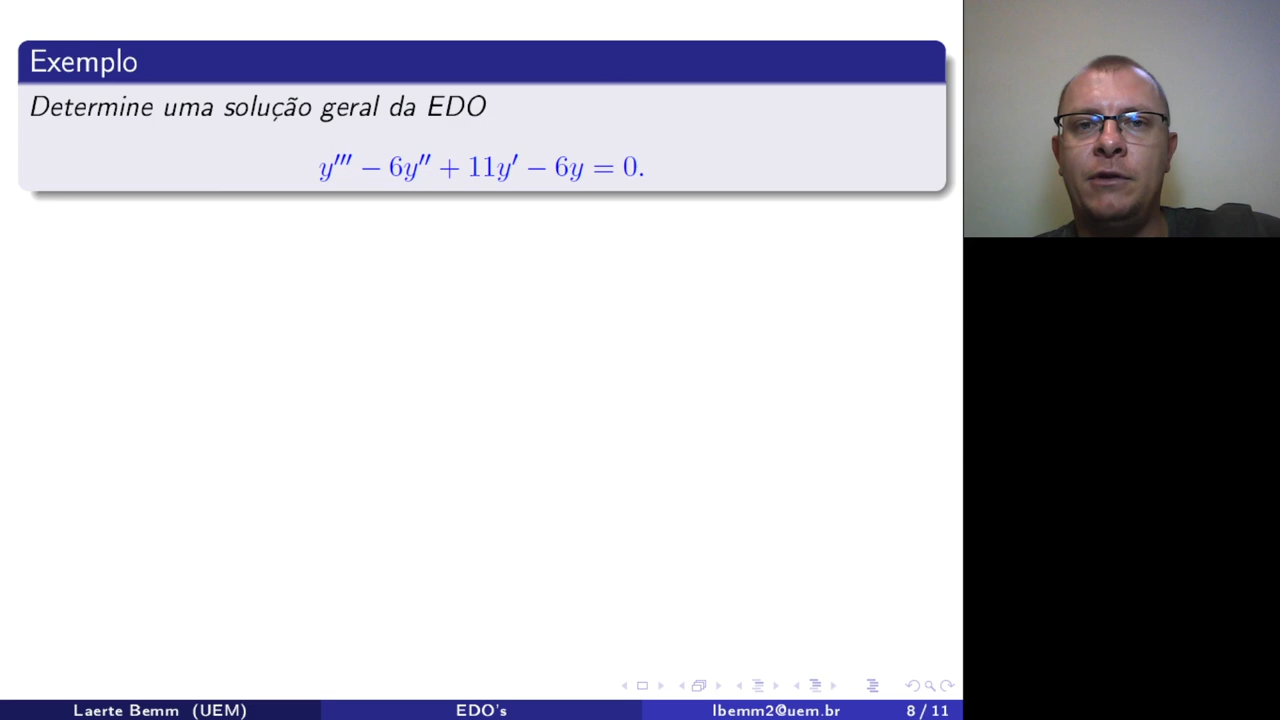 Exemplo
Determine uma solução geral da EDO
y''' − 6y'' + 11y' − 6y = 0.
Laerte Bemm (UEM) EDO's lbemm2@uem.br 8 / 11